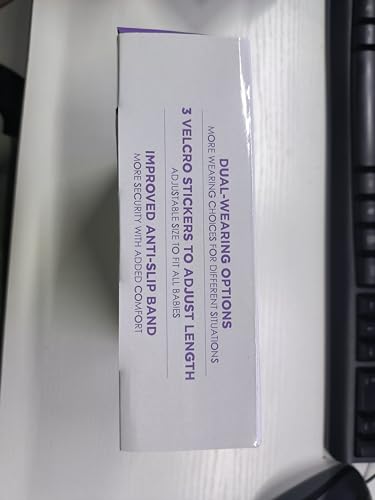 DUAL-WEARING OPTIONS
MORE WEARING CHOICES FOR DIFFERENT SITUATIONS
3 VELCRO STICKERS TO ADJUST LENGTH
ADJUSTABLE SIZE TO FIT ALL BABIES
IMPROVED ANTI-SLIP BAND
MORE SECURITY WITH ADDED COMFORT